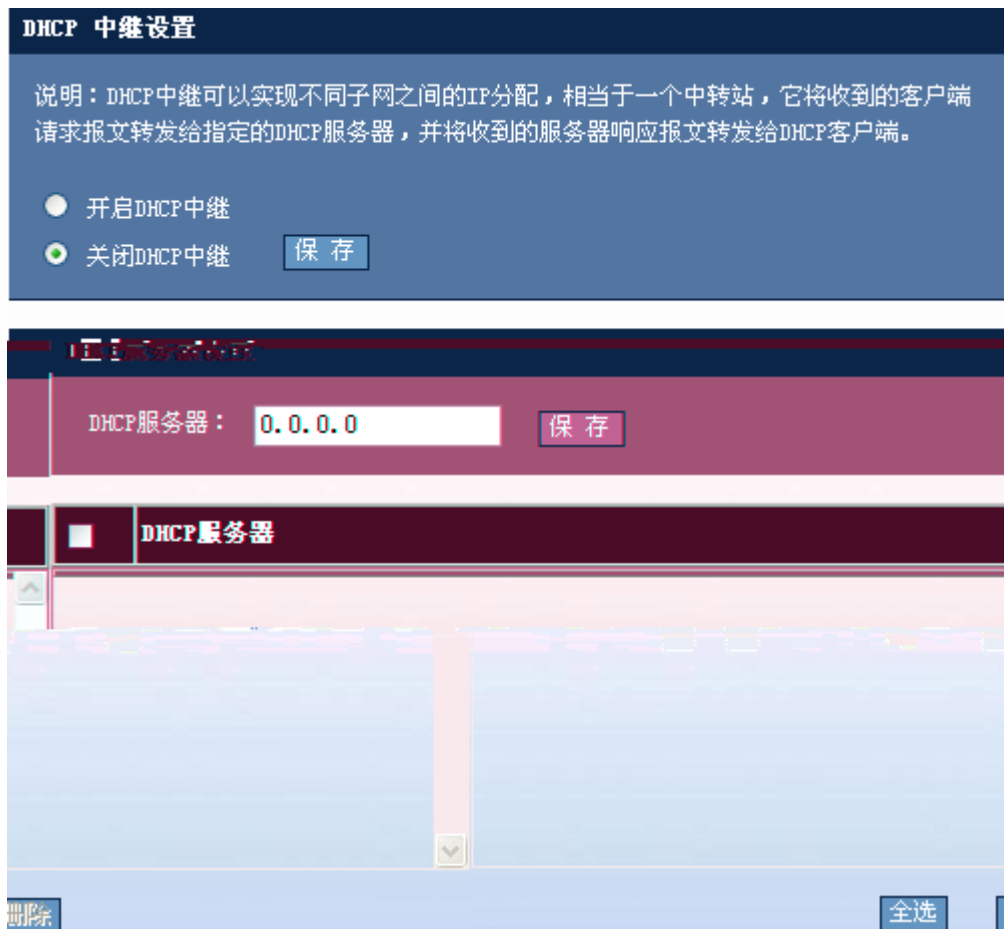 DHCP 中继设置
说明：DHCP中继可以实现不同子网之间的IP分配，相当于一个中转站，它将收到的客户端
请求报文转发给指定的DHCP服务器，并将收到的服务器响应报文转发给DHCP客户端。
开启DHCP中继
关闭DHCP中继 保 存
DHCP服务器： 0.0.0.0 保 存
DHCP服务器
删除 全选